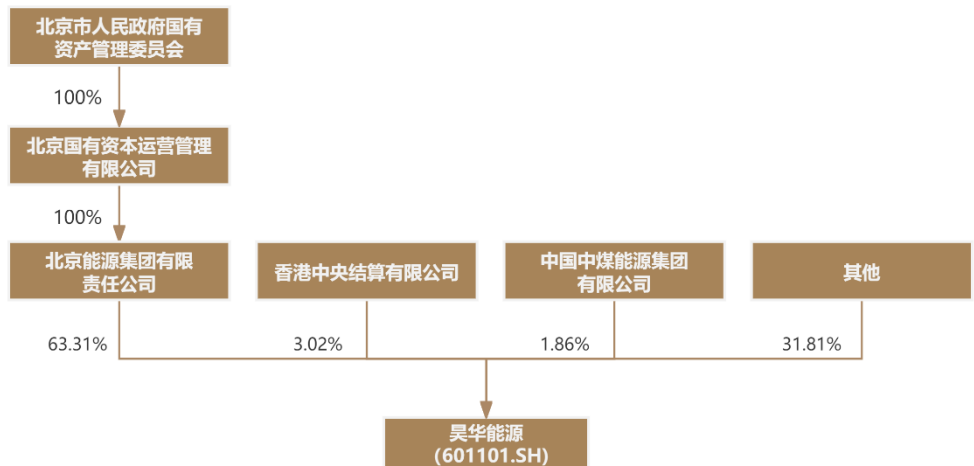 北京市人民政府国有
资产管理委员会
100%
北京国有资本运营管理
有限公司
100%
北京能源集团有限
责任公司
香港中央结算有限公司
中国中煤能源集团
有限公司
其他
63.31%
3.02%
1.86%
31.81%
昊华能源
(601101.SH)